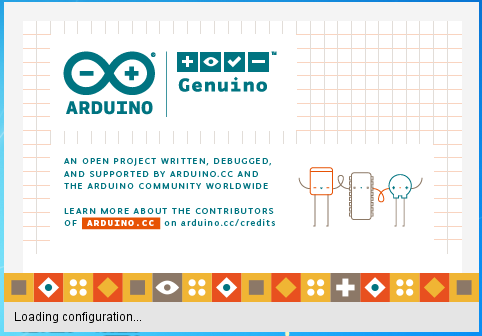 ARDUINO
Genuino
AN OPEN PROJECT WRITTEN, DEBUGGED,
AND SUPPORTED BY ARDUINO.CC AND
THE ARDUINO COMMUNITY WORLDWIDE
LEARN MORE ABOUT THE CONTRIBUTORS
OF ARDUINO.CC on arduino.cc/credits
Loading configuration...